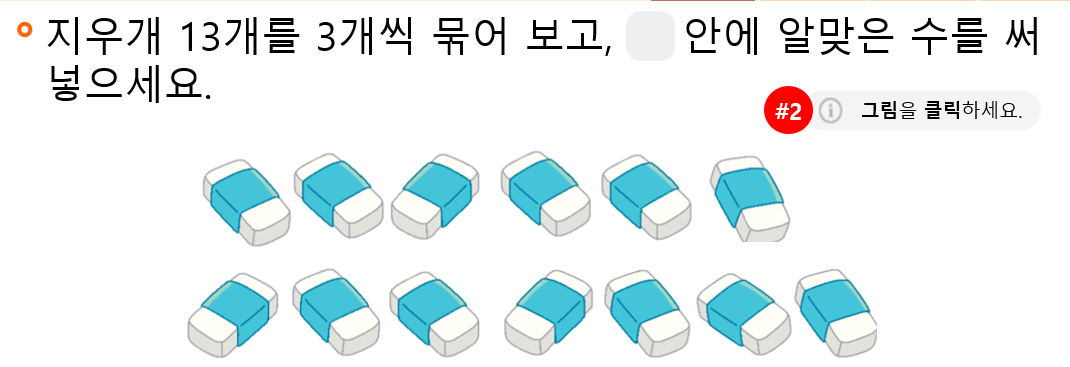 지우개 13개를 3개씩 묶어 보고, 안에 알맞은 수를 써
넣으세요.
#2 그림을 클릭하세요.